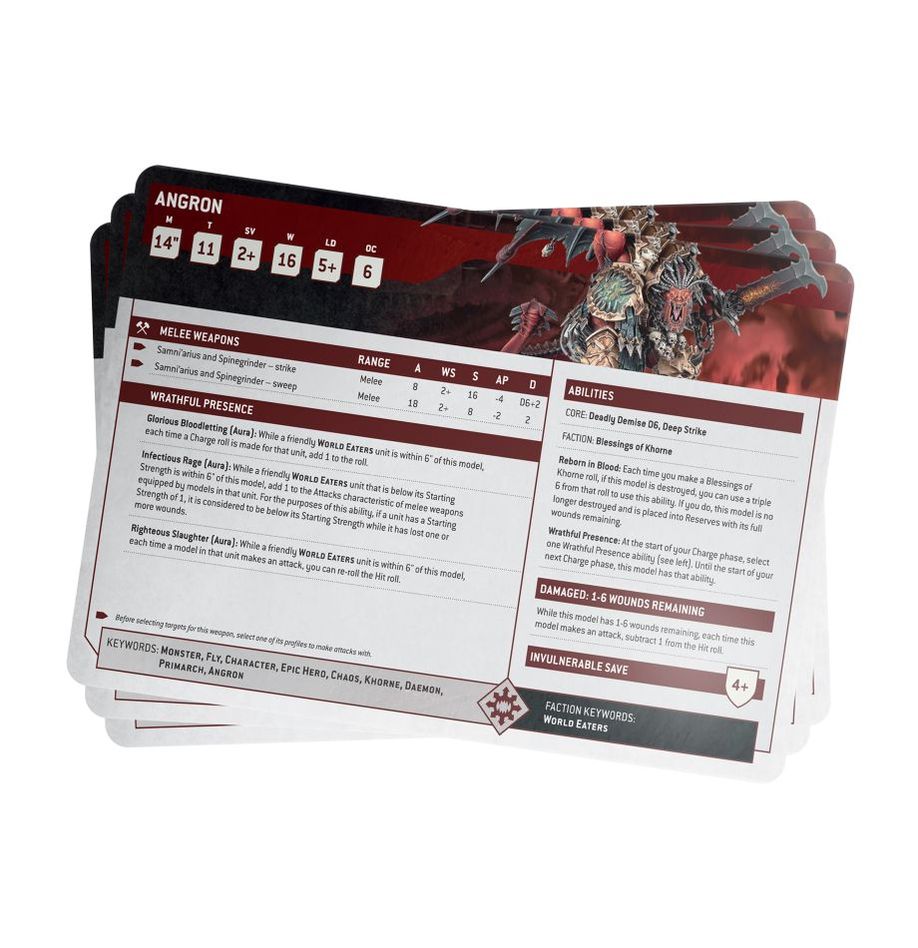 ANGRON
M T SV W LD OC
14" 11 2+ 16 5+ 6
MELEE WEAPONS RANGE A WS S AP D
Samni'arius and Spinegrinder – strike Melee 8 2+ 16 -4 D6+2
Samni'arius and Spinegrinder – sweep Melee 18 2+ 8 -2 2
WRATHFUL PRESENCE
Glorious Bloodletting (Aura): While a friendly WORLD EATERS unit is within 6" of this model,
each time a Charge roll is made for that unit, add 1 to the roll.
Infectious Rage (Aura): While a friendly WORLD EATERS unit that is below its Starting
Strength is within 6" of this model, add 1 to the Attacks characteristic of melee weapons
equipped by models in that unit. For the purposes of this ability, if a unit has a Starting
Strength of 1, it is considered to be below its Starting Strength while it has lost one or
more wounds.
Righteous Slaughter (Aura): While a friendly WORLD EATERS unit is within 6" of this model,
each time a model in that unit makes an attack, you can re-roll the Hit roll.
Before selecting targets for this weapon, select one of its profiles to make attacks with.
KEYWORDS: MONSTER, FLY, CHARACTER, EPIC HERO, CHAOS, KHORNE, DAEMON,
PRIMARCH, ANGRON
ABILITIES
CORE: Deadly Demise D6, Deep Strike
FACTION: Blessings of Khorne
Reborn in Blood: Each time you make a Blessings of
Khorne roll, if this model is destroyed, you can use a triple
6 from that roll to use this ability. If you do, this model is no
longer destroyed and is placed into Reserves with its full
wounds remaining.
Wrathful Presence: At the start of your Charge phase, select
one Wrathful Presence ability (see left). Until the start of your
next Charge phase, this model has that ability.
DAMAGED: 1-6 WOUNDS REMAINING
While this model has 1-6 wounds remaining, each time this
model makes an attack, subtract 1 from the Hit roll.
INVULNERABLE SAVE 4+
FACTION KEYWORDS:
WORLD EATERS